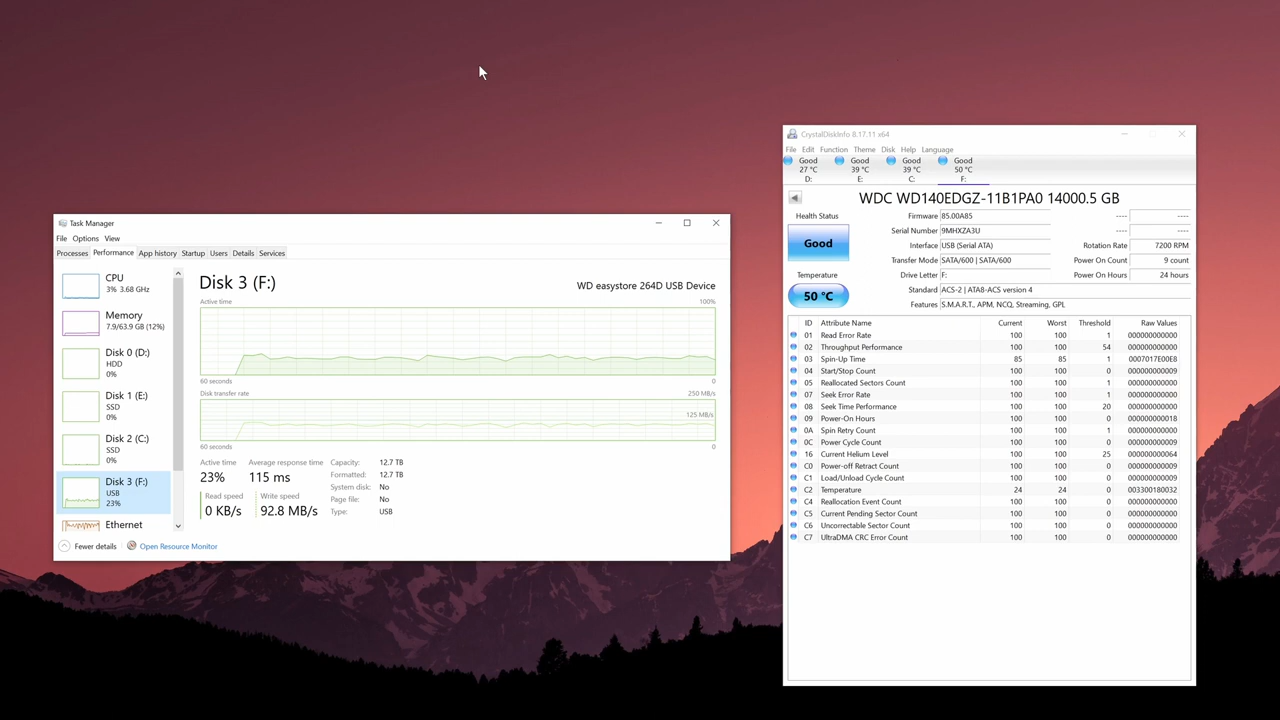 Task Manager
File Options View
Processes Performance App history Startup Users Details Services
CPU
3% 3.68 GHz
Memory
7.9/63.9 GB (12%)
Disk 0 (D:)
HDD
0%
Disk 1 (E:)
SSD
0%
Disk 2 (C:)
SSD
0%
Disk 3 (F:)
USB
23%
Ethernet
Disk 3 (F:)
WD easystore 264D USB Device
Active time 100%
60 seconds 0
Disk transfer rate 250 MB/s
125 MB/s
60 seconds 0
Active time Average response time
23% 115 ms
Read speed Write speed
0 KB/s 92.8 MB/s
Capacity: 12.7 TB
Formatted: 12.7 TB
System disk: No
Page file: No
Type: USB
Fewer details Open Resource Monitor
CrystalDiskInfo 8.17.11 x64
File Edit Function Theme Disk Help Language
Good Good Good Good
27 °C 39 °C 39 °C 50 °C
D: E: C: F:
WDC WD140EDGZ-11B1PA0 14000.5 GB
Health Status
Good
Temperature
50 °C
Firmware 85.00A85 ---- ----
Serial Number 9MHXZA3U ---- ----
Interface USB (Serial ATA) Rotation Rate 7200 RPM
Transfer Mode SATA/600 | SATA/600 Power On Count 9 count
Drive Letter F: Power On Hours 24 hours
Standard ACS-2 | ATA8-ACS version 4
Features S.M.A.R.T., APM, NCQ, Streaming, GPL
ID Attribute Name Current Worst Threshold Raw Values
01 Read Error Rate 100 100 1 000000000000
02 Throughput Performance 100 100 54 000000000000
03 Spin-Up Time 85 85 1 0007017E00E8
04 Start/Stop Count 100 100 0 000000000009
05 Reallocated Sectors Count 100 100 1 000000000000
07 Seek Error Rate 100 100 1 000000000000
08 Seek Time Performance 100 100 20 000000000000
09 Power-On Hours 100 100 0 000000000018
0A Spin Retry Count 100 100 1 000000000000
0C Power Cycle Count 100 100 0 000000000009
16 Current Helium Level 100 100 25 000000000064
C0 Power-off Retract Count 100 100 0 000000000009
C1 Load/Unload Cycle Count 100 100 0 000000000009
C2 Temperature 24 24 0 003300180032
C4 Reallocation Event Count 100 100 0 000000000000
C5 Current Pending Sector Count 100 100 0 000000000000
C6 Uncorrectable Sector Count 100 100 0 000000000000
C7 UltraDMA CRC Error Count 100 100 0 000000000000